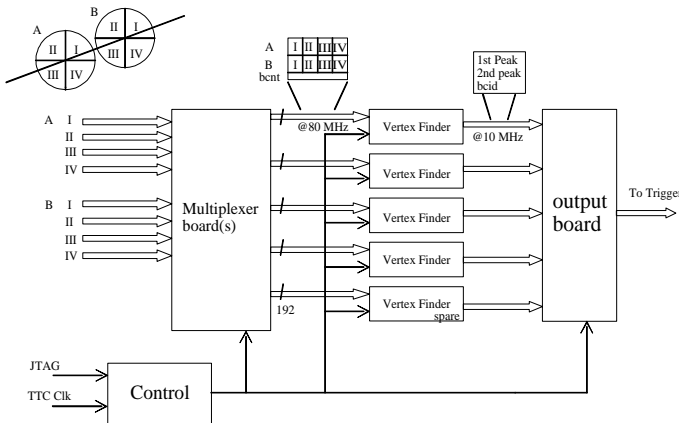 B
A
II I
III IV
II I
III IV
A I II III IV
B I II III IV
bcnt
1st Peak
2nd peak
bcid
A I
II
III
IV
B I
II
III
IV
Multiplexer
board(s)
@80 MHz
192
Vertex Finder
Vertex Finder
Vertex Finder
Vertex Finder
Vertex Finder
spare
@10 MHz
output
board
To Trigger
JTAG
TTC Clk
Control